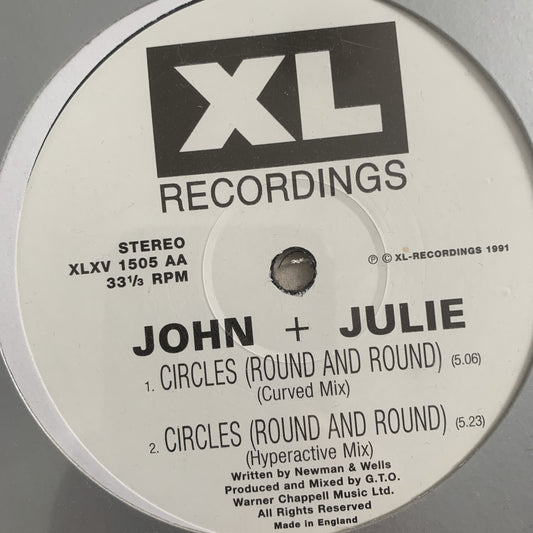 XL
RECORDINGS
STEREO
XLXV 1505 AA
33⅓ RPM
℗ © XL-RECORDINGS 1991
JOHN + JULIE
1. CIRCLES (ROUND AND ROUND) (5.06)
(Curved Mix)
2. CIRCLES (ROUND AND ROUND) (5.23)
(Hyperactive Mix)
Written by Newman & Wells
Produced and Mixed by G.T.O.
Warner Chappell Music Ltd.
All Rights Reserved
Made in England